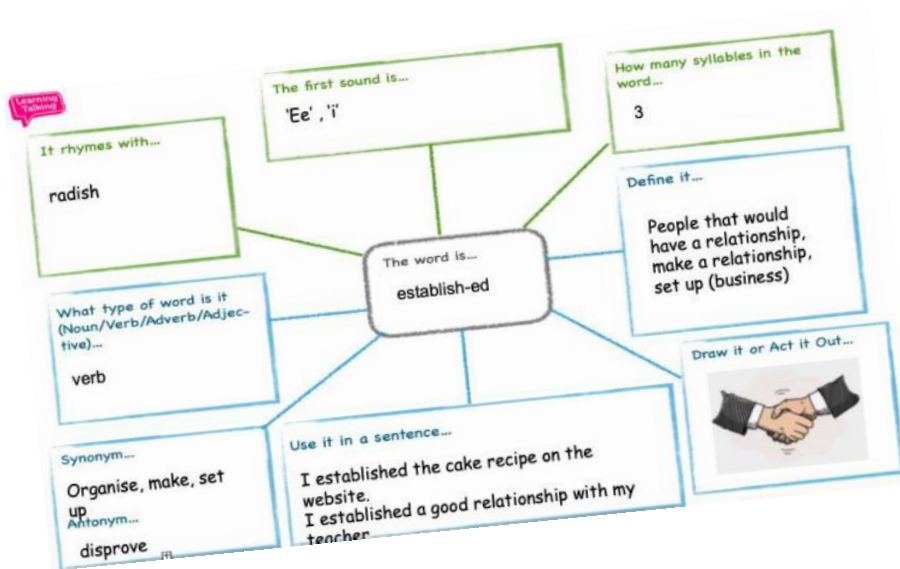 Learning
Talking
The first sound is...
'Ee' , 'i'
How many syllables in the
word...
3
It rhymes with...
radish
Define it...
People that would
have a relationship,
make a relationship,
set up (business)
The word is...
establish-ed
What type of word is it
(Noun/Verb/Adverb/Adjec-
tive)...
verb
Draw it or Act it Out...
Synonym...
Organise, make, set
up
Antonym...
disprove
Use it in a sentence...
I established the cake recipe on the
website.
I established a good relationship with my
teacher